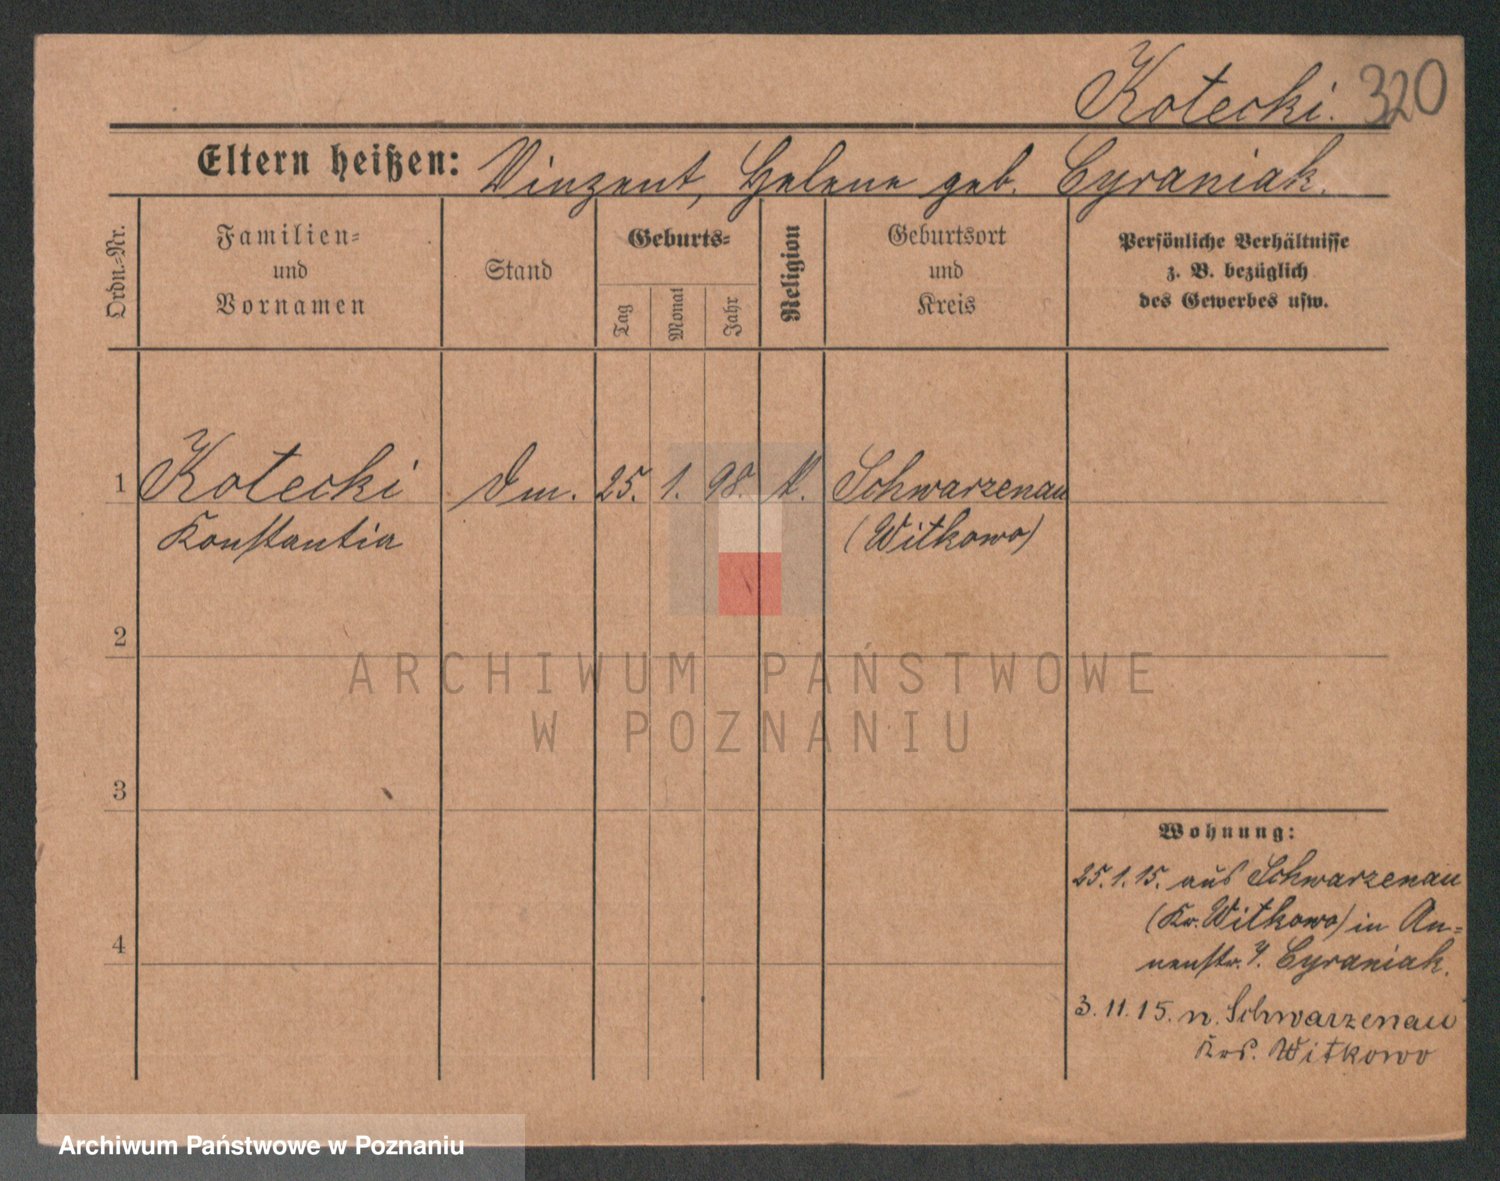 Kotecki. 320
Eltern heißen: Vinzent, Helene geb. Cyraniak.
Ordn.-Nr.
Familien-
und
Vornamen
Stand
Geburts-
Tag
Monat
Jahr
Religion
Geburtsort
und
Kreis
Persönliche Verhältnisse
z. B. bezüglich
des Gewerbes usw.
1 Kotecki 25. 1. 98. k. Schwarzenau
Konstantia (Witkowo)
2
ARCHIWUM PAŃSTWOWE
W POZNANIU
3
Wohnung:
25. 1. 15. aus Schwarzenau
(Kr. Witkowo) in An-
4
nenstr. Cyraniak.
3. 11. 15. n. Schwarzenau
Krs. Witkowo
Archiwum Państwowe w Poznaniu